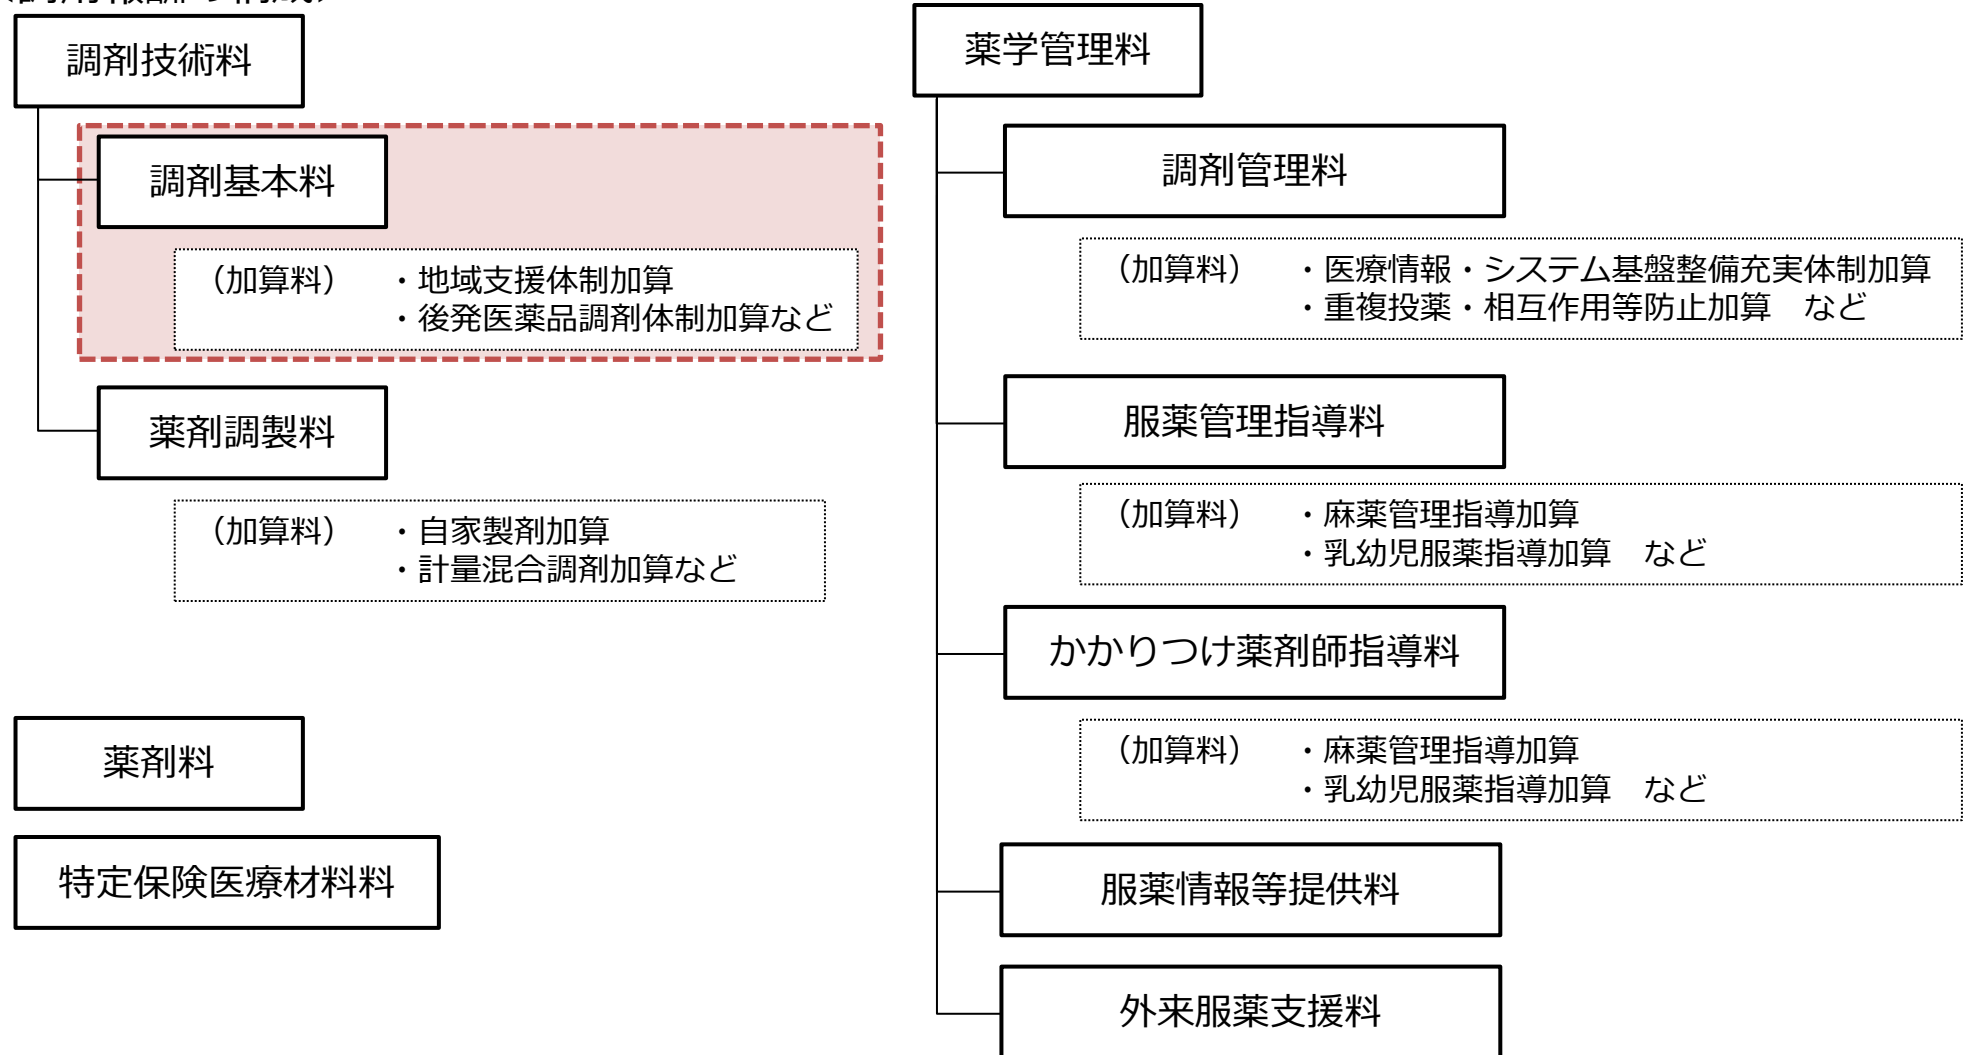 調剤技術料
調剤基本料
（加算料）　・地域支援体制加算
・後発医薬品調剤体制加算など
薬剤調製料
（加算料）　・自家製剤加算
・計量混合調剤加算など
薬剤料
特定保険医療材料料
薬学管理料
調剤管理料
（加算料）　・医療情報・システム基盤整備充実体制加算
・重複投薬・相互作用等防止加算　など
服薬管理指導料
（加算料）　・麻薬管理指導加算
・乳幼児服薬指導加算　など
かかりつけ薬剤師指導料
（加算料）　・麻薬管理指導加算
・乳幼児服薬指導加算　など
服薬情報等提供料
外来服薬支援料